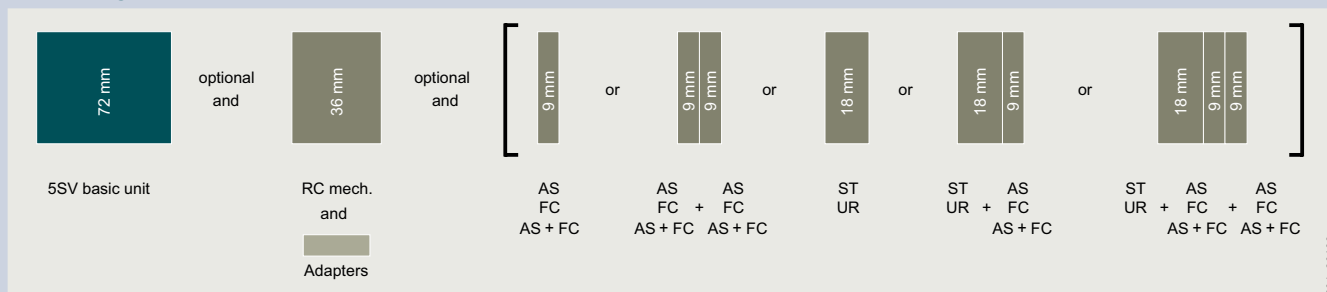 72 mm
optional
and
36 mm
optional
and
9 mm
or
9 mm 9 mm
or
18 mm
or
18 mm 9 mm
or
18 mm 9 mm 9 mm
5SV basic unit
RC mech.
and
Adapters
AS
FC
AS + FC
AS AS
FC + FC
AS + FC AS + FC
ST
UR
ST AS
UR + FC
AS + FC
ST AS AS
UR + FC + FC
AS + FC AS + FC